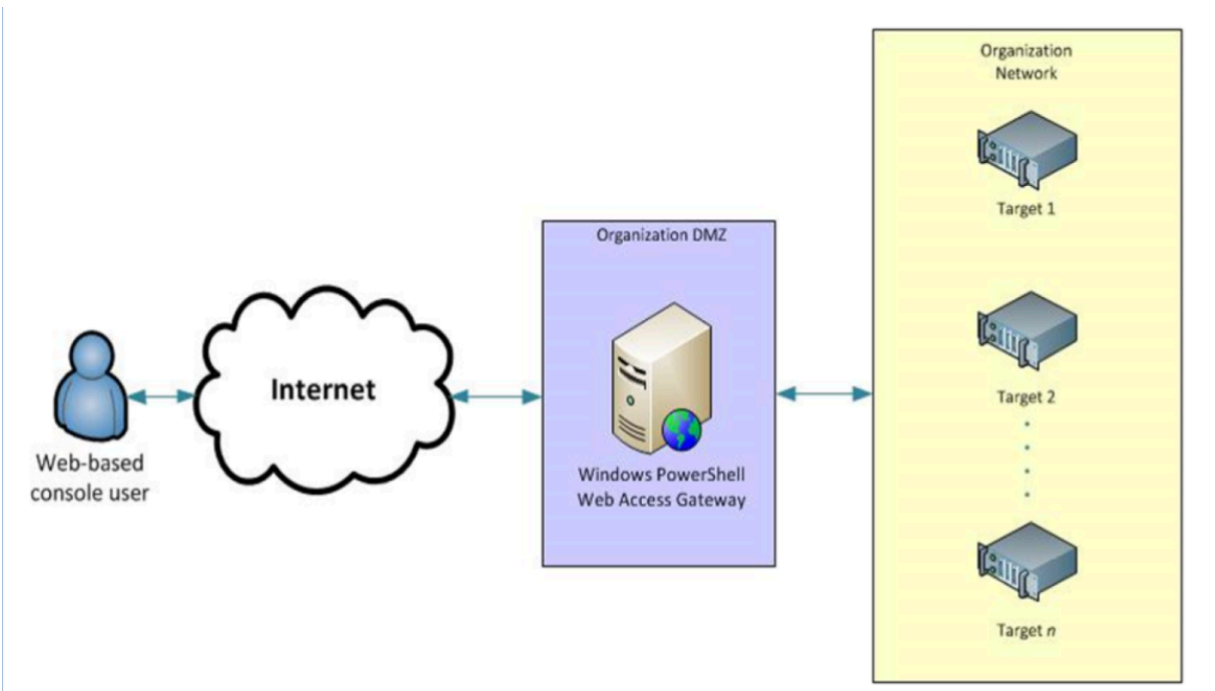 Web-based
console user
Internet
Organization DMZ
Windows PowerShell
Web Access Gateway
Organization
Network
Target 1
Target 2
Target n